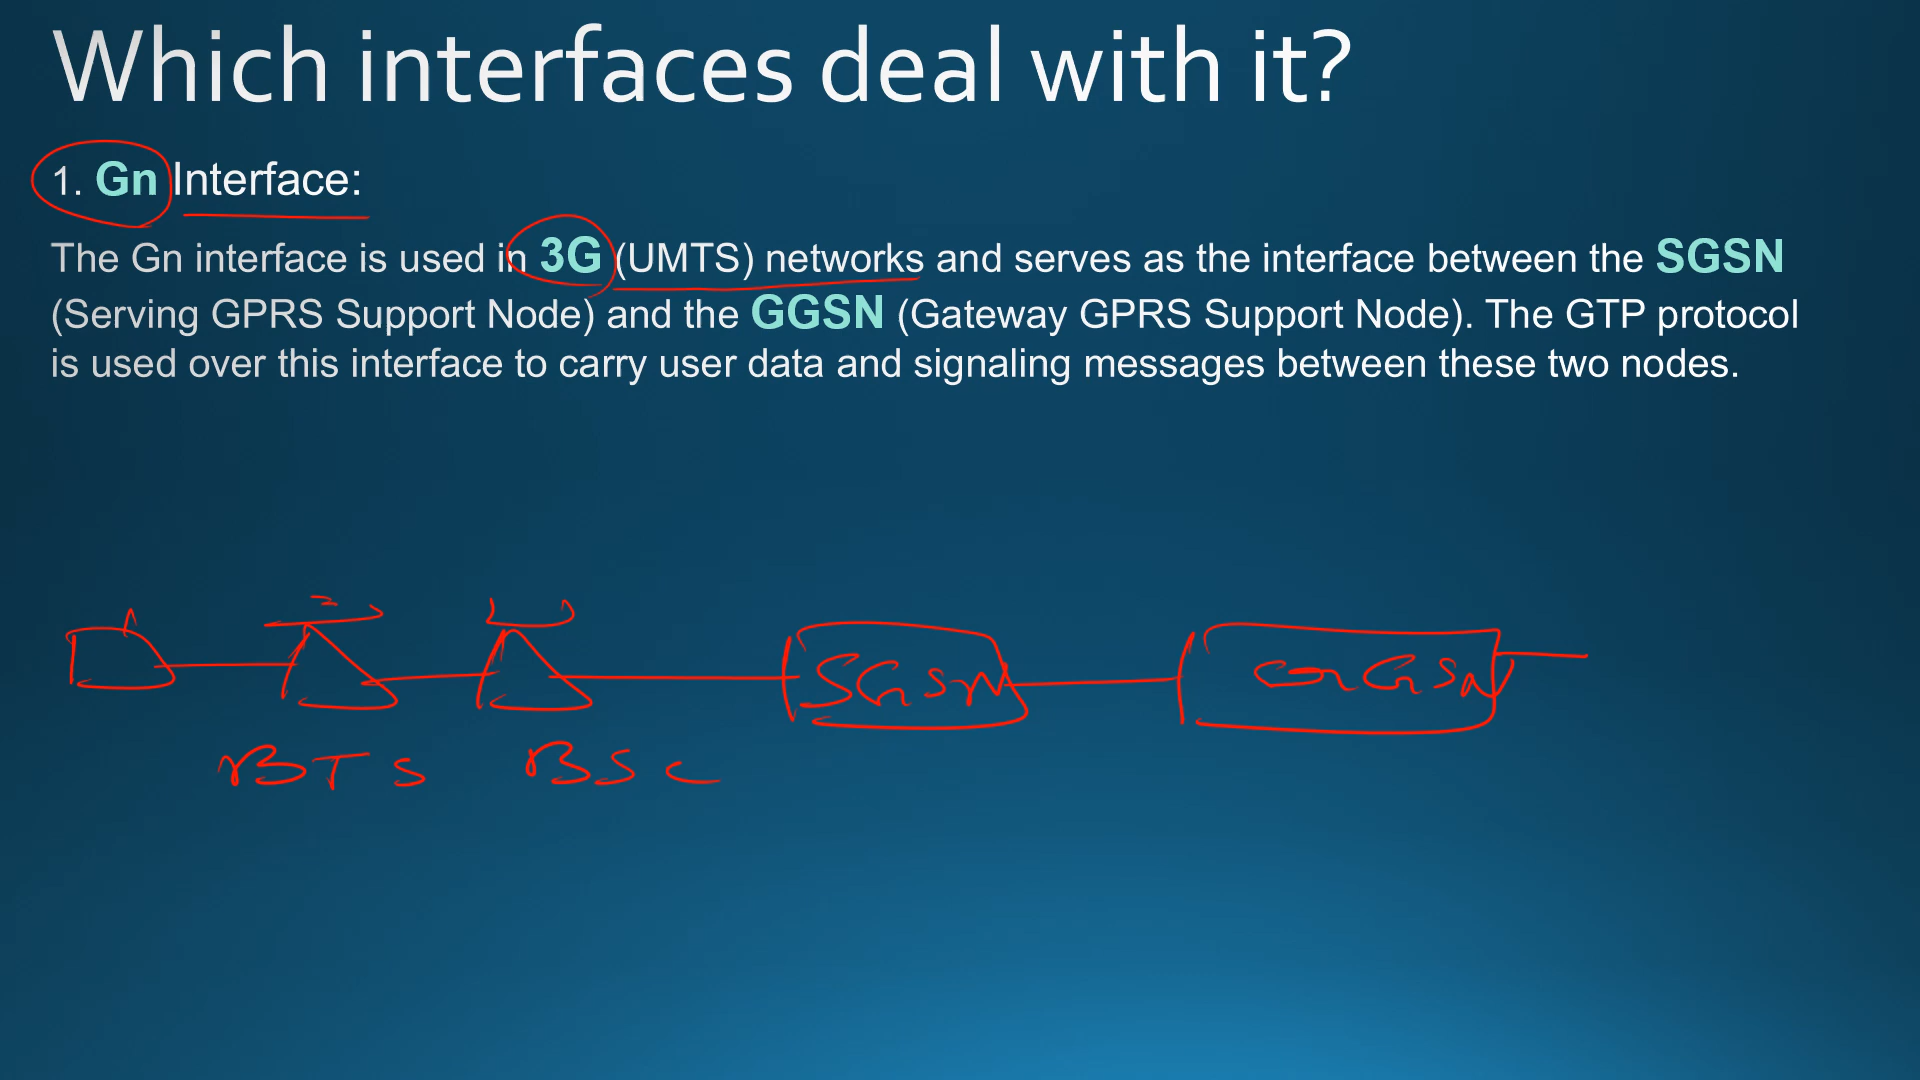 Which interfaces deal with it?
1. Gn Interface:
The Gn interface is used in 3G (UMTS) networks and serves as the interface between the SGSN
(Serving GPRS Support Node) and the GGSN (Gateway GPRS Support Node). The GTP protocol
is used over this interface to carry user data and signaling messages between these two nodes.
SGSN GGSN
BTS BSC